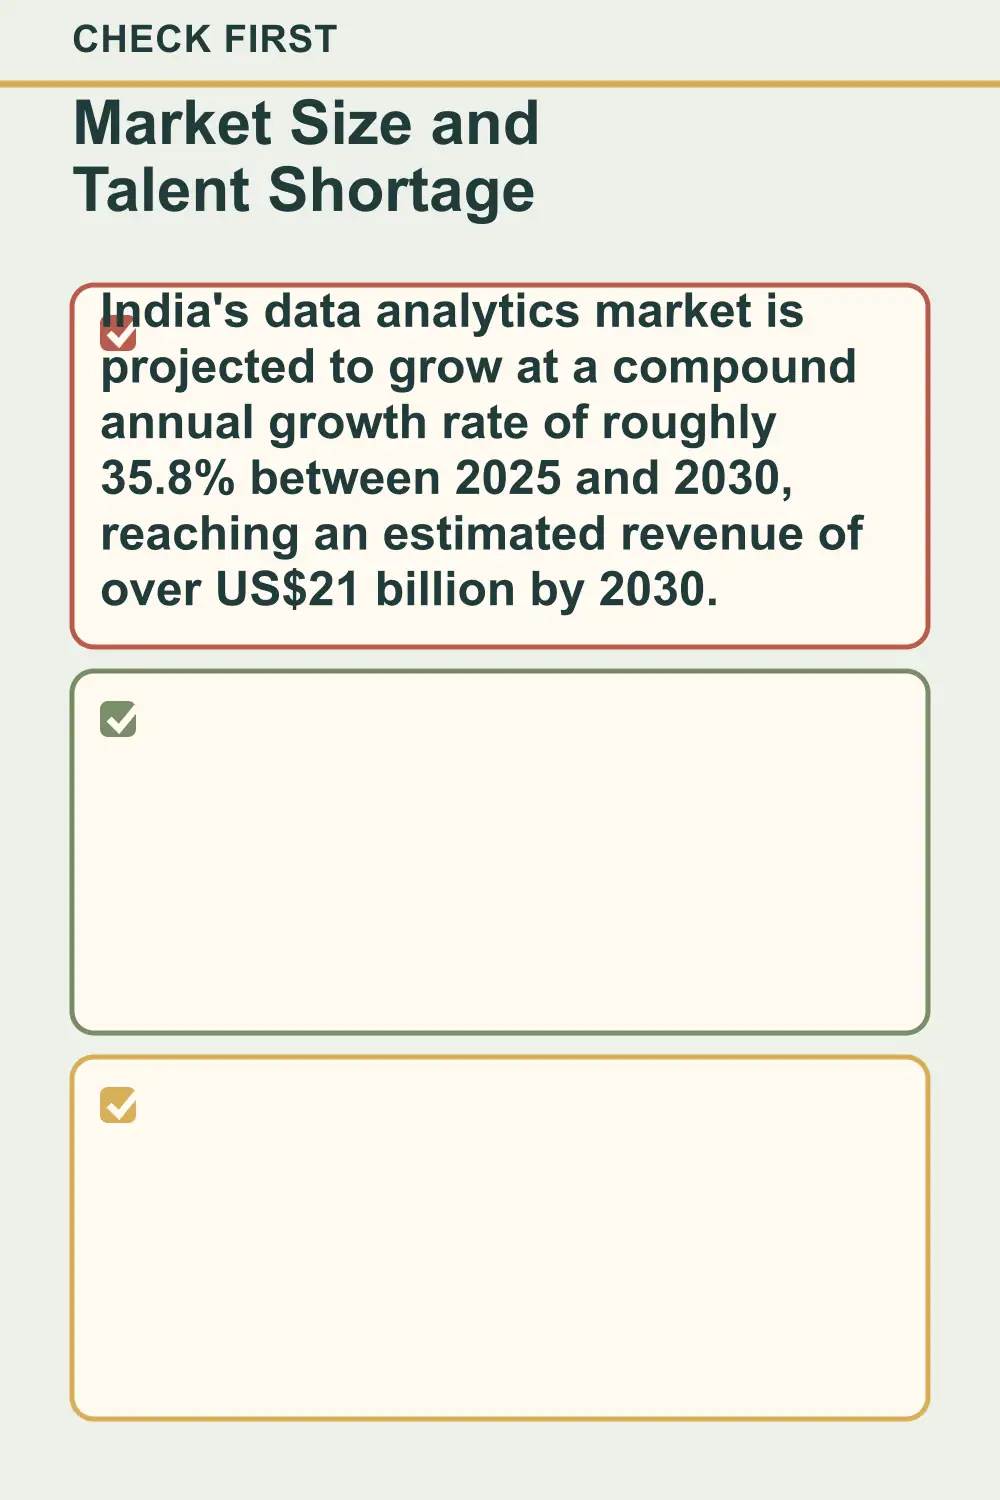 CHECK FIRST
Market Size and
Talent Shortage
India's data analytics market is
projected to grow at a compound
annual growth rate of roughly
35.8% between 2025 and 2030,
reaching an estimated revenue of
over US$21 billion by 2030.